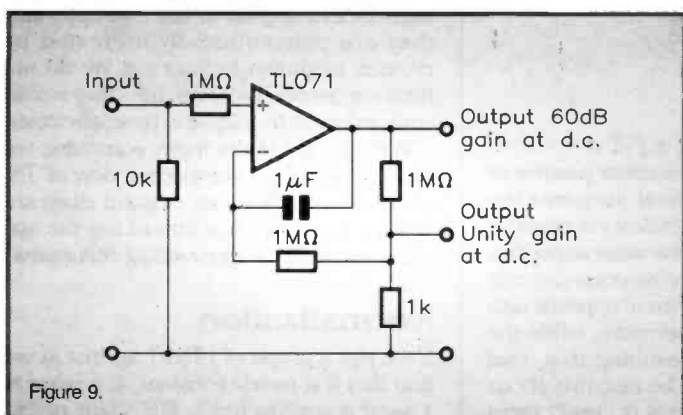 Input
1MΩ
TL071
+
−
10k
1μF
1MΩ
1MΩ
1k
Output 60dB
gain at d.c.
Output
Unity gain
at d.c.
Figure 9.